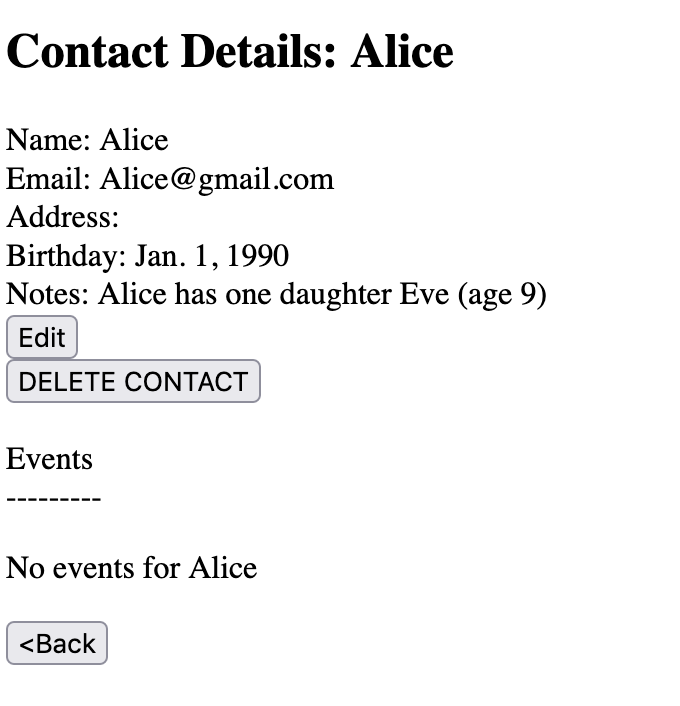 Contact Details: Alice
Name: Alice
Email: Alice@gmail.com
Address:
Birthday: Jan. 1, 1990
Notes: Alice has one daughter Eve (age 9)
Edit
DELETE CONTACT
Events
---------
No events for Alice
<Back